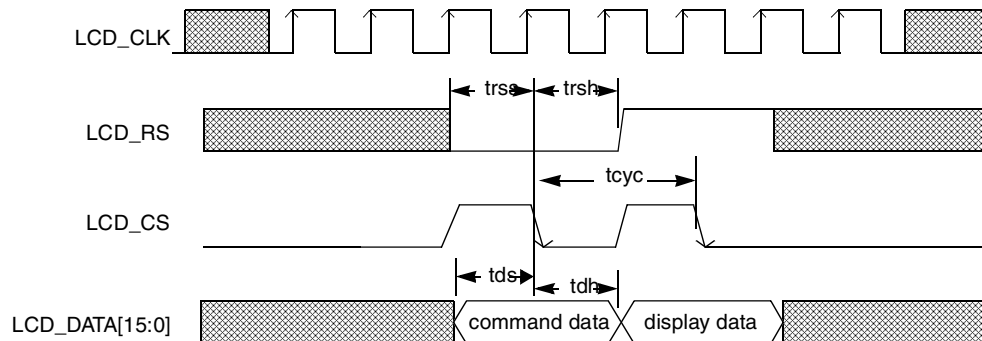 LCD_CLK
trss trsh
LCD_RS
tcyc
LCD_CS
tds tdh
LCD_DATA[15:0] command data display data